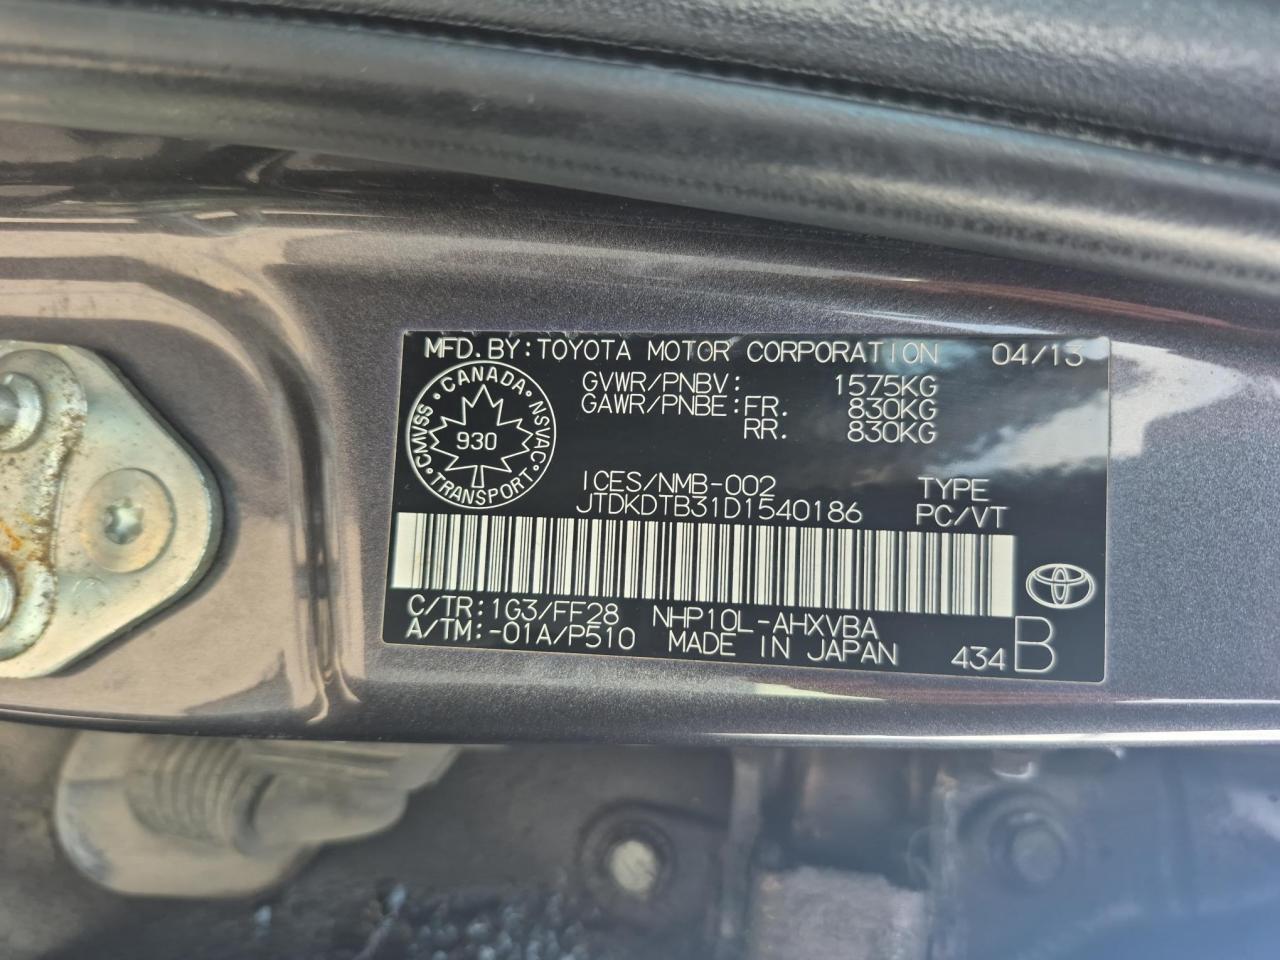 MFD. BY: TOYOTA MOTOR CORPORATION 04/13
GVWR/PNBV: 1575KG
GAWR/PNBE: FR. 830KG
RR. 830KG
CANADA · NSVAC · TRANSPORT · CMVSS ·
930
ICES/NMB-002
JTDKDTB31D1540186
TYPE
PC/VT
C/TR: 1G3/FF28 NHP10L-AHXVBA
A/TM: -01A/P510 MADE IN JAPAN
434 B